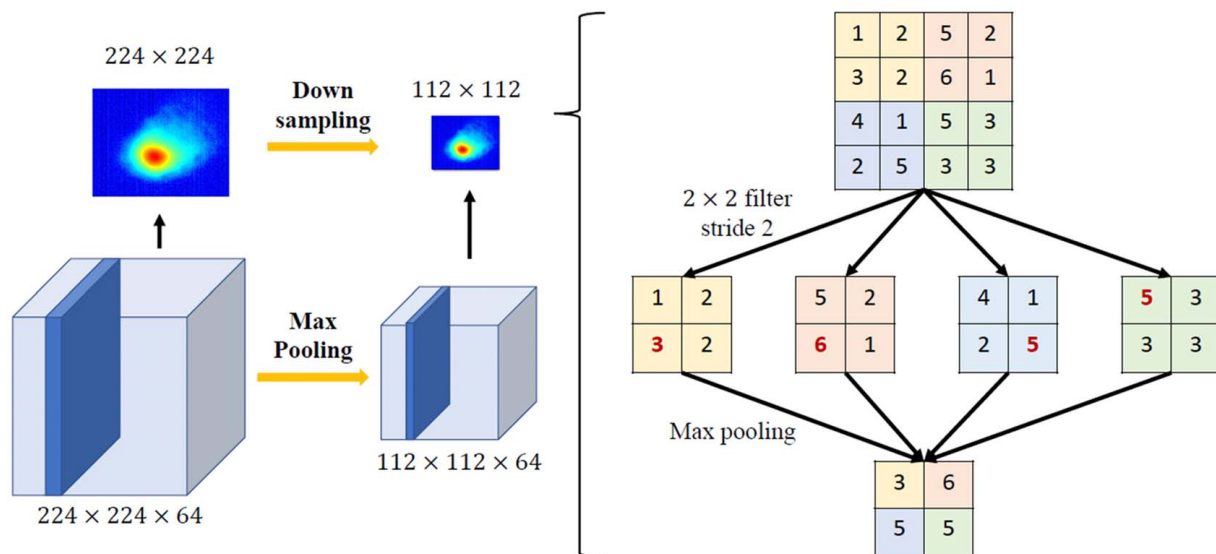 224 × 224
Down
sampling
112 × 112
Max
Pooling
112 × 112 × 64
224 × 224 × 64
1 2 5 2
3 2 6 1
4 1 5 3
2 5 3 3
2 × 2 filter
stride 2
1 2
3 2
5 2
6 1
4 1
2 5
5 3
3 3
Max pooling
3 6
5 5